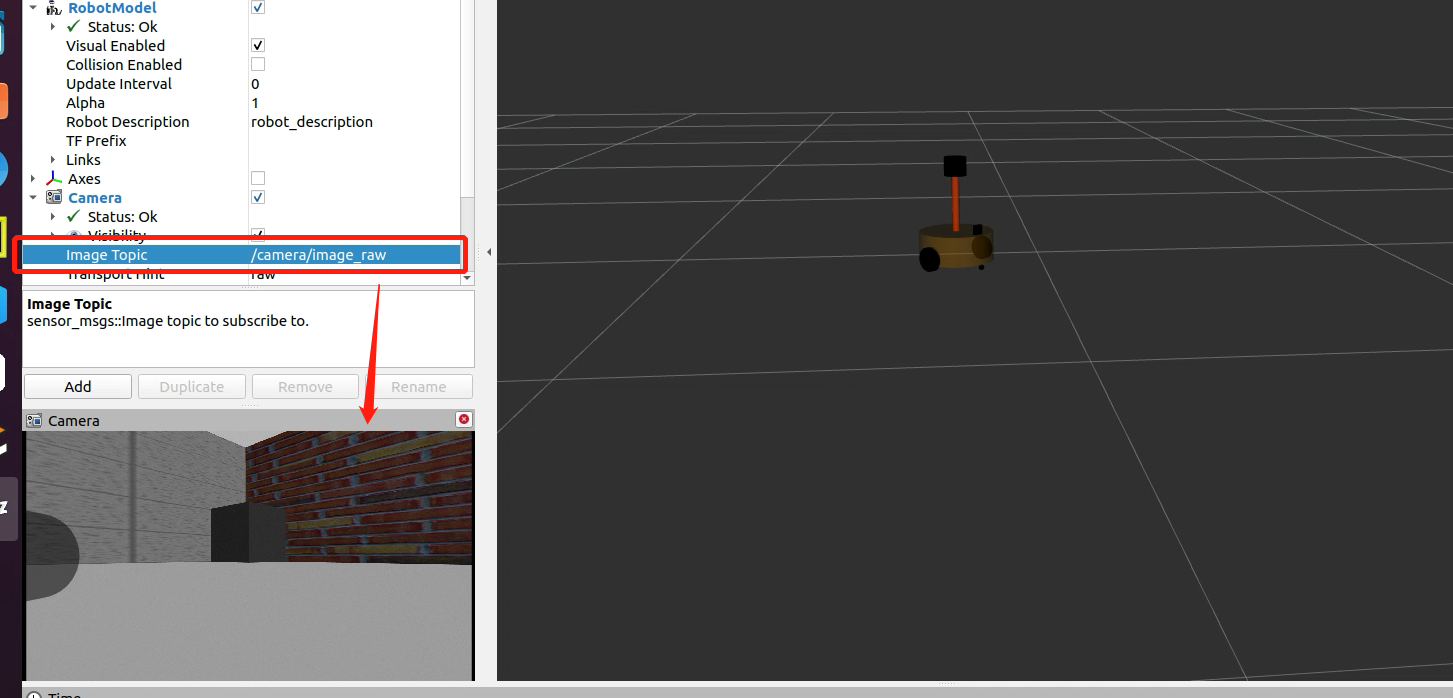 RobotModel
Status: Ok
Visual Enabled
Collision Enabled
Update Interval 0
Alpha 1
Robot Description robot_description
TF Prefix
Links
Axes
Camera
Status: Ok
Visibility
Image Topic /camera/image_raw
Transport Hint raw
Image Topic
sensor_msgs::Image topic to subscribe to.
Add Duplicate Remove Rename
Camera
Time